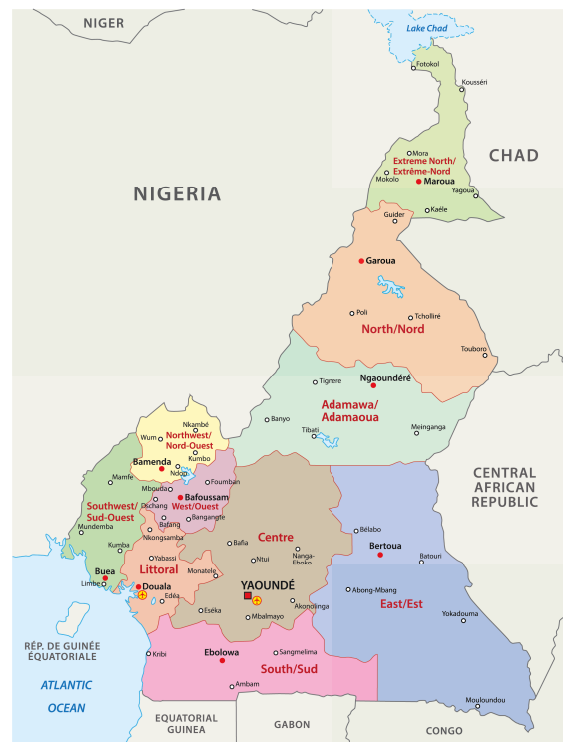 NIGER
Lake Chad
Fotokol
Kousséri
CHAD
Mora
Extreme North/
Extrême-Nord
Mokolo
Maroua
Yagoua
Kaéle
Guider
NIGERIA
Garoua
Poli
Tcholliré
North/Nord
Touboro
Tigrere
Ngaoundéré
Adamawa/
Adamaoua
Banyo
Tibati
Meinganga
Nkambé
Wum
Northwest/
Nord-Ouest
Kumbo
Bamenda
Ndop
CENTRAL
AFRICAN
REPUBLIC
Mamfe
Mbouda
Foumban
Bafoussam
Dschang
West/Ouest
Southwest/
Sud-Ouest
Bangangte
Bafang
Mundemba
Nkongsamba
Kumba
Bafia
Centre
Bélabo
Bertoua
Batouri
Yabassi
Littoral
Ntui
Nanga-
Eboko
Monatele
Buea
Limbe
Douala
Edéa
YAOUNDÉ
Akonolinga
Abong-Mbang
East/Est
Eséka
Mbalmayo
Yokadouma
RÉP. DE GUINÉE
ÉQUATORIALE
Kribi
Ebolowa
Sangmelima
South/Sud
Ambam
ATLANTIC
OCEAN
Mouloundou
EQUATORIAL
GUINEA
GABON
CONGO